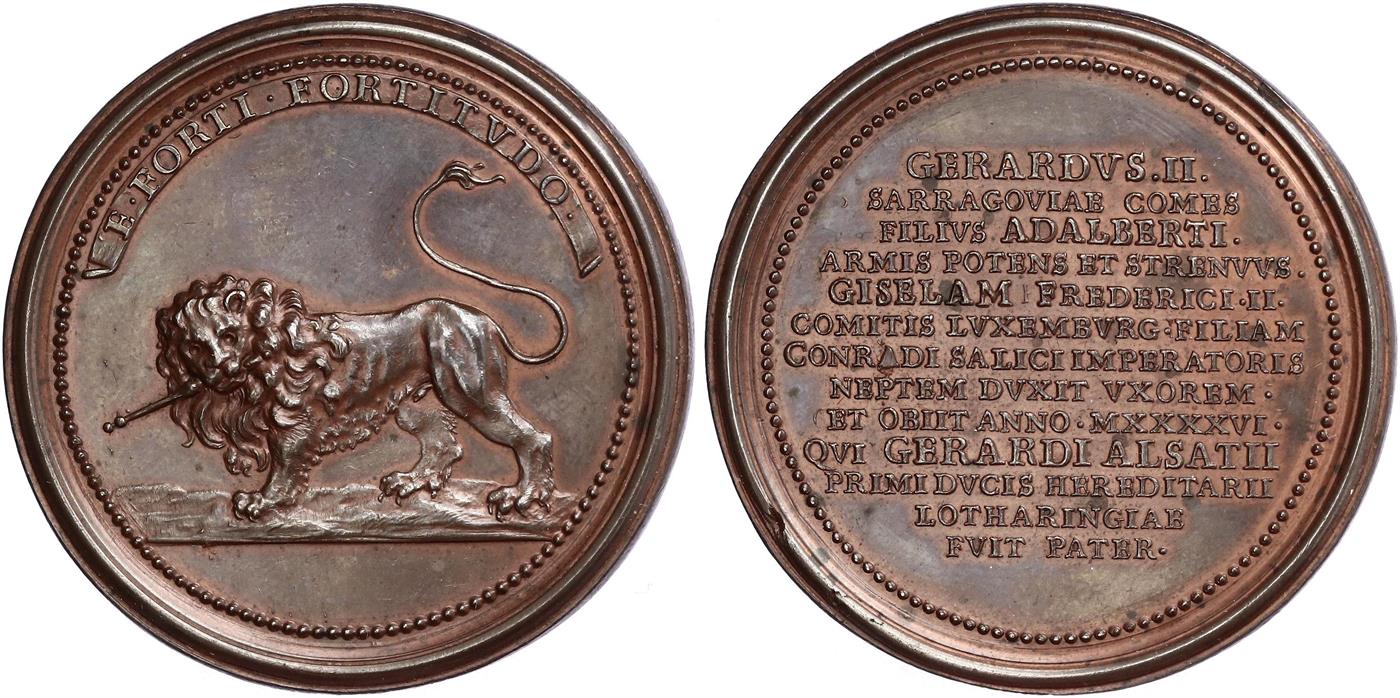 E · FORTI · FORTITVDO ·
GERARDVS. II.
SARRAGOVIAE COMES
FILIVS ADALBERTI.
ARMIS POTENS ET STRENVVS .
GISELAM FREDERICI · II ·
COMITIS LVXEMBVRG · FILIAM
CONRADI SALICI IMPERATORIS
NEPTEM DVXIT VXOREM ·
ET OBIIT ANNO · MXXXXVI ·
QVI GERARDI ALSATII
PRIMI DVCIS HEREDITARII
LOTHARINGIAE
FVIT PATER ·